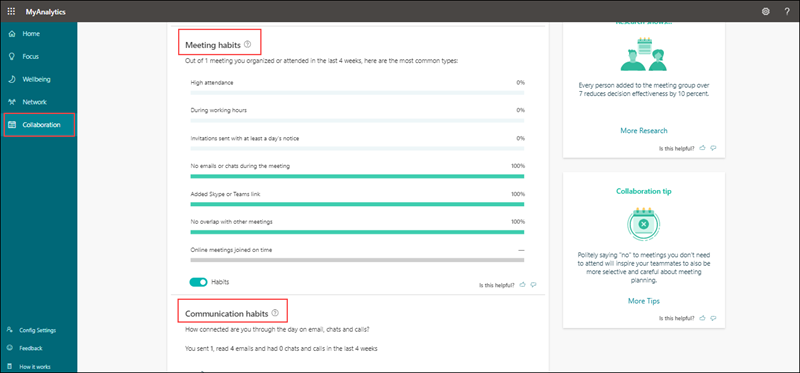 MyAnalytics
?
Home
Focus
Wellbeing
Network
Collaboration
Config Settings
Feedback
How it works
Meeting habits ?
Out of 1 meeting you organized or attended in the last 4 weeks, here are the most common types:
High attendance 0%
During working hours 0%
Invitations sent with at least a day's notice 0%
No emails or chats during the meeting 100%
Added Skype or Teams link 100%
No overlap with other meetings 100%
Online meetings joined on time —
Habits
Is this helpful?
Communication habits ?
How connected are you through the day on email, chats and calls?
You sent 1, read 4 emails and had 0 chats and calls in the last 4 weeks
Research shows...
Every person added to the meeting group over
7 reduces decision effectiveness by 10 percent.
More Research
Is this helpful?
Collaboration tip
Politely saying "no" to meetings you don't need
to attend will inspire your teammates to also be
more selective and careful about meeting
planning.
More Tips
Is this helpful?